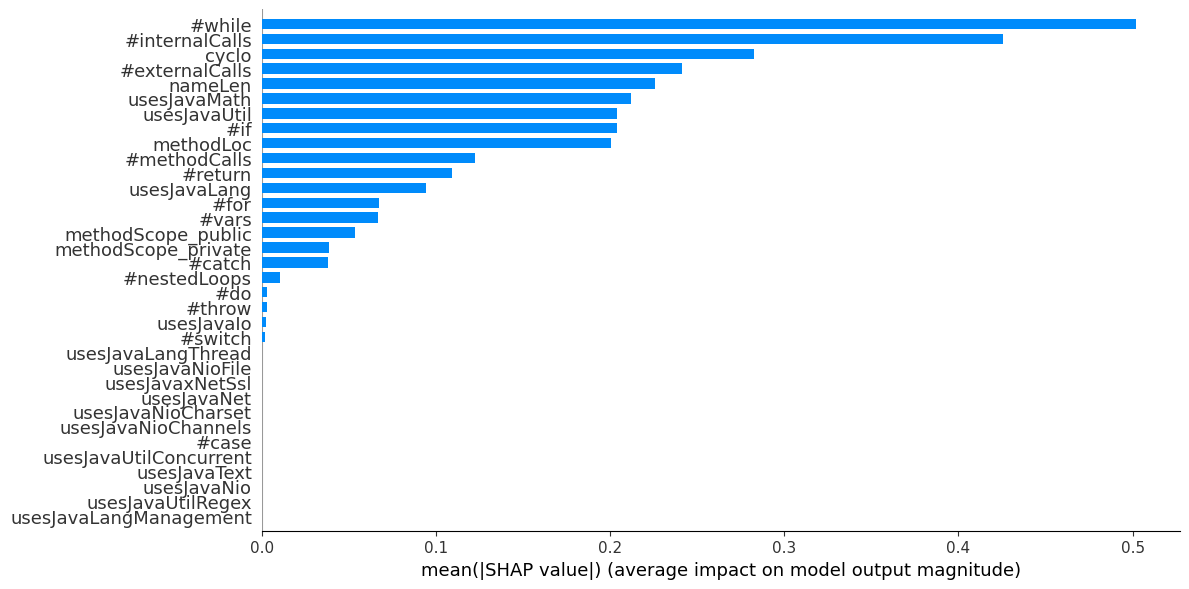 #while
#internalCalls
cyclo
#externalCalls
nameLen
usesJavaMath
usesJavaUtil
#if
methodLoc
#methodCalls
#return
usesJavaLang
#for
#vars
methodScope_public
methodScope_private
#catch
#nestedLoops
#do
#throw
usesJavaIo
#switch
usesJavaLangThread
usesJavaNioFile
usesJavaxNetSsl
usesJavaNet
usesJavaNioCharset
usesJavaNioChannels
#case
usesJavaUtilConcurrent
usesJavaText
usesJavaNio
usesJavaUtilRegex
usesJavaLangManagement
0.0 0.1 0.2 0.3 0.4 0.5
mean(|SHAP value|) (average impact on model output magnitude)